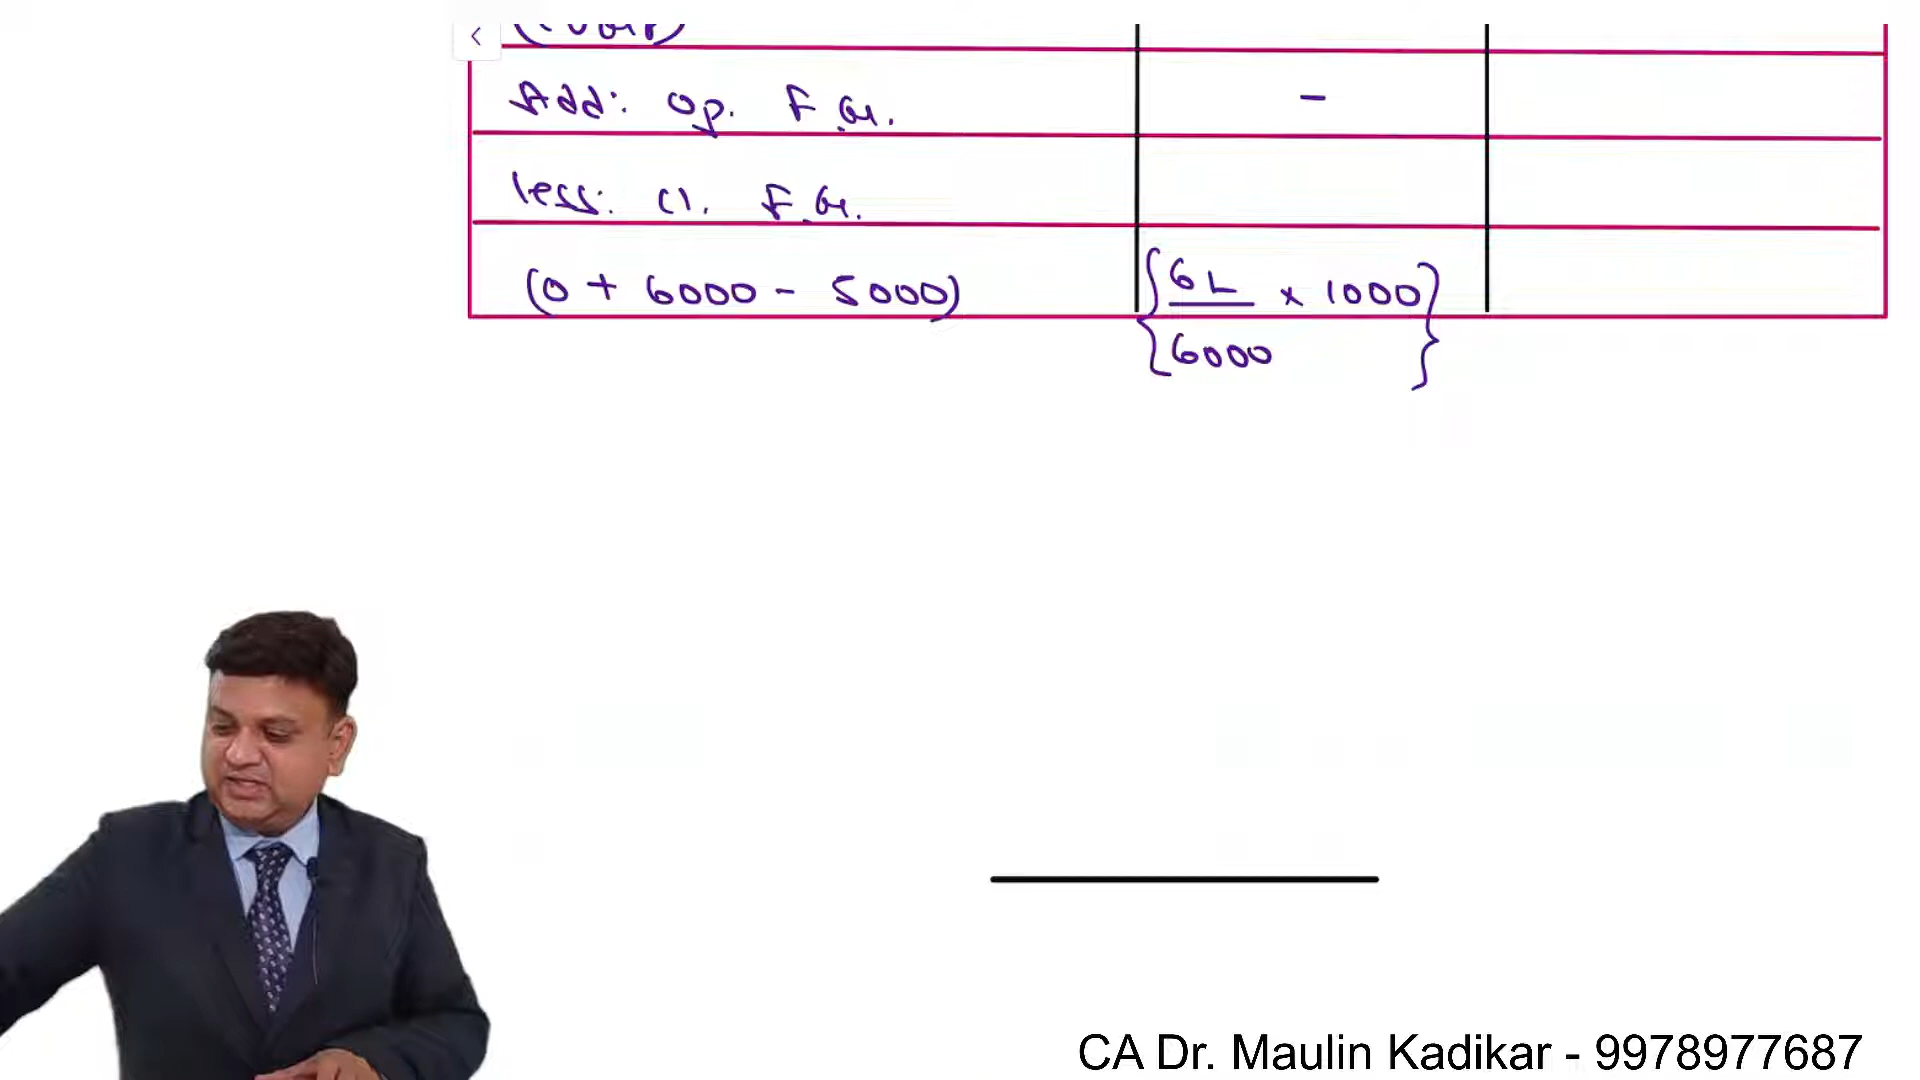 Add: Op. F.G. -
Less: Cl. F.G.
(0 + 6000 - 5000) {6L × 1000}
{6000}
CA Dr. Maulin Kadikar - 9978977687